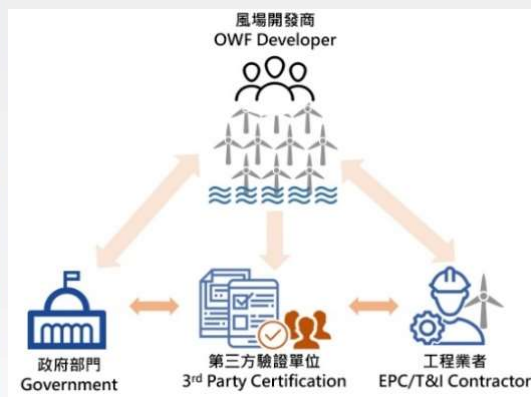 風場開發商
OWF Developer
政府部門
Government
第三方驗證單位
3rd Party Certification
工程業者
EPC/T&I Contractor